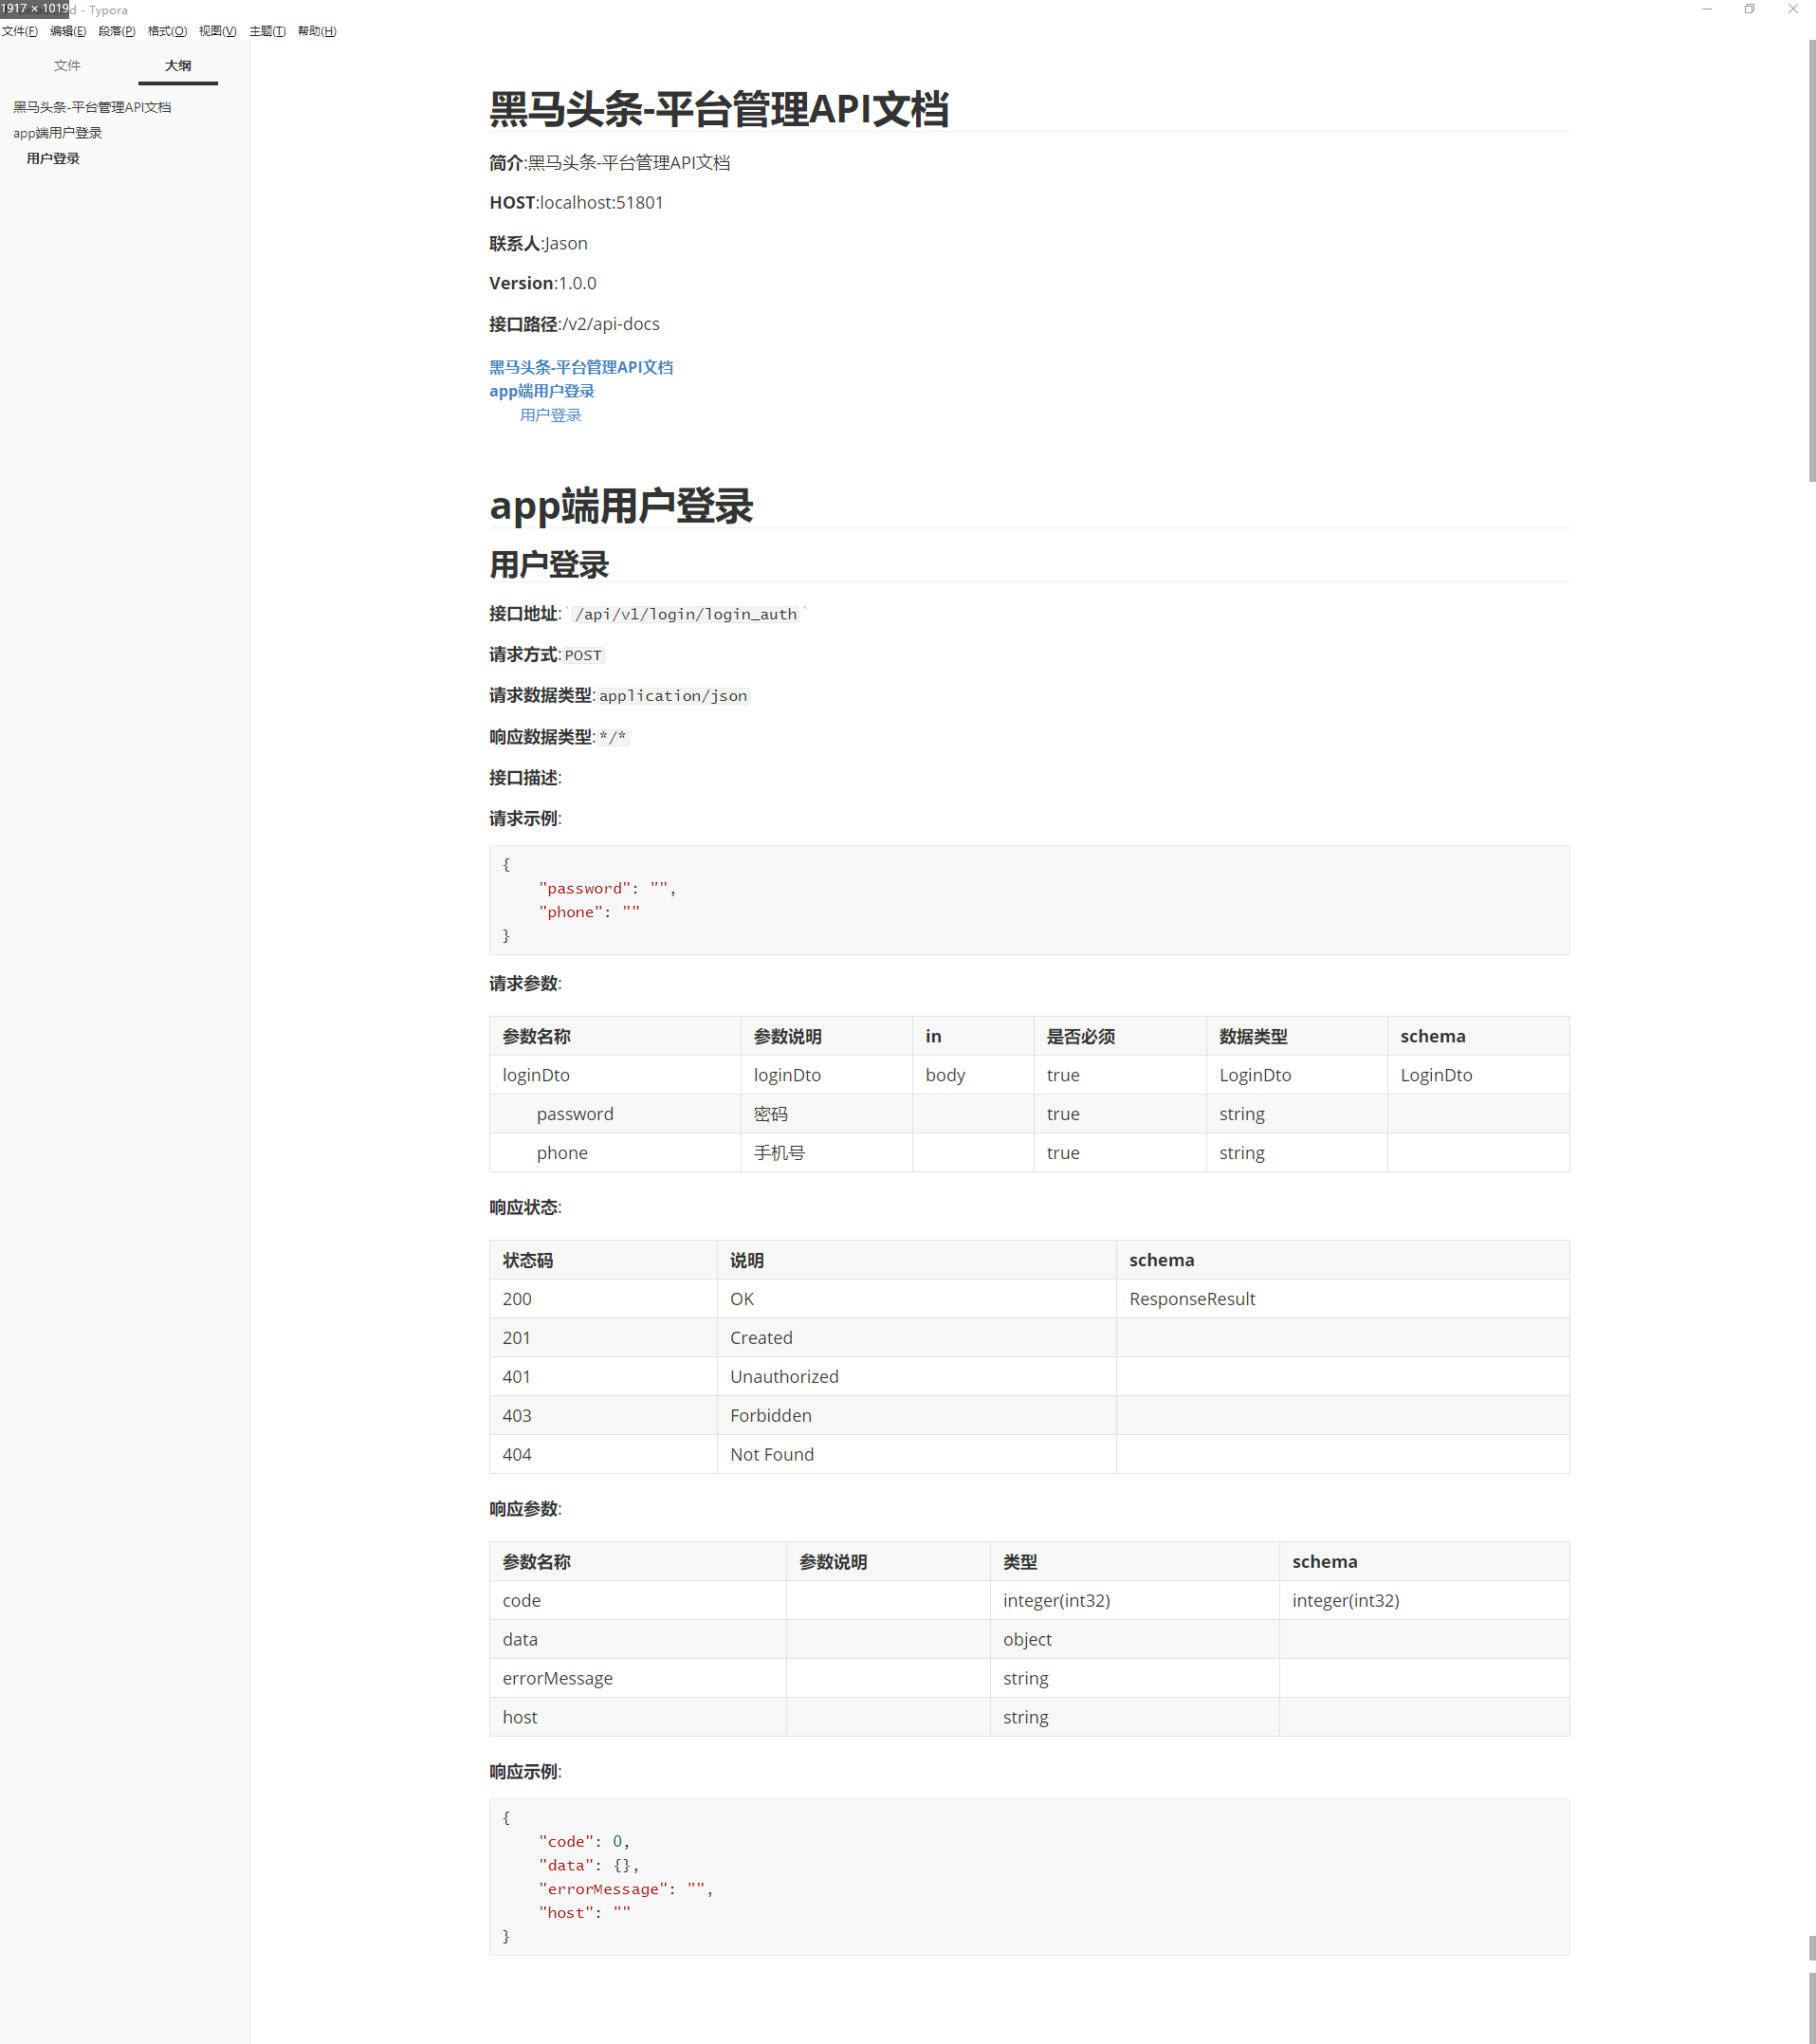 1917 × 1019
d - Typora
文件(F) 编辑(E) 段落(P) 格式(O) 视图(V) 主题(T) 帮助(H)
文件 大纲
黑马头条-平台管理API文档
app端用户登录
用户登录
黑马头条-平台管理API文档
简介:黑马头条-平台管理API文档
HOST:localhost:51801
联系人:Jason
Version:1.0.0
接口路径:/v2/api-docs
黑马头条-平台管理API文档
app端用户登录
用户登录
app端用户登录
用户登录
接口地址:`/api/v1/login/login_auth`
请求方式:POST
请求数据类型:application/json
响应数据类型:*/*
接口描述:
请求示例:
{
"password": "",
"phone": ""
}
请求参数:
参数名称 参数说明 in 是否必须 数据类型 schema
loginDto loginDto body true LoginDto LoginDto
password 密码 true string
phone 手机号 true string
响应状态:
状态码 说明 schema
200 OK ResponseResult
201 Created
401 Unauthorized
403 Forbidden
404 Not Found
响应参数:
参数名称 参数说明 类型 schema
code integer(int32) integer(int32)
data object
errorMessage string
host string
响应示例:
{
"code": 0,
"data": {},
"errorMessage": "",
"host": ""
}